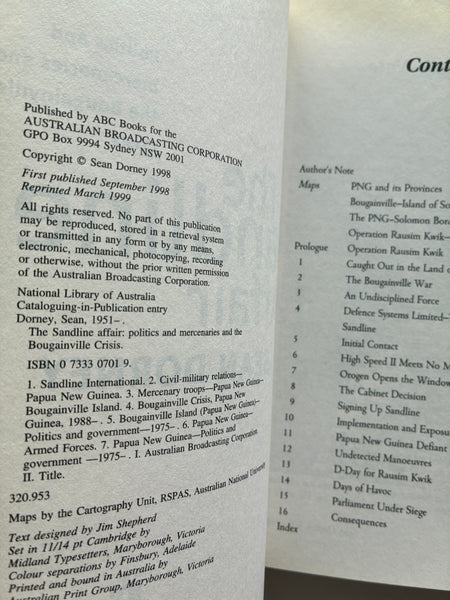 Published by ABC Books for the
AUSTRALIAN BROADCASTING CORPORATION
GPO Box 9994 Sydney NSW 2001
Copyright © Sean Dorney 1998
First published September 1998
Reprinted March 1999
All rights reserved. No part of this publication
may be reproduced, stored in a retrieval system
or transmitted in any form or by any means,
electronic, mechanical, photocopying, recording
or otherwise, without the prior written permission
of the Australian Broadcasting Corporation.
National Library of Australia
Cataloguing-in-Publication entry
Dorney, Sean, 1951– .
The Sandline affair: politics and mercenaries and the
Bougainville Crisis.
ISBN 0 7333 0701 9.
1. Sandline International. 2. Civil-military relations–
Papua New Guinea. 3. Mercenary troops—Papua New Guinea–
Bougainville Island. 4. Bougainville Crisis, Papua New
Guinea, 1988– . 5. Bougainville Island (Papua New Guinea)–
Politics and government—1975– . 6. Papua New Guinea–
Armed Forces. 7. Papua New Guinea—Politics and
government —1975– . I. Australian Broadcasting Corporation.
II. Title.
320.953
Maps by the Cartography Unit, RSPAS, Australian National University
Text designed by Jim Shepherd
Set in 11/14 pt Cambridge by
Midland Typesetters, Maryborough, Victoria
Colour separations by Finsbury, Adelaide
Printed and bound in Australia by
Australian Print Group, Maryborough, Victoria
Cont
Author's Note
Maps PNG and its Provinces
Bougainville–Island of So
The PNG–Solomon Bor
Operation Rausim Kwik–
Prologue Operation Rausim Kwik
1 Caught Out in the Land o
2 The Bougainville War
3 An Undisciplined Force
4 Defence Systems Limited–
Sandline
5 Initial Contact
6 High Speed II Meets No M
7 Orogen Opens the Window
8 The Cabinet Decision
9 Signing Up Sandline
10 Implementation and Exposu
11 Papua New Guinea Defiant
12 Undetected Manoeuvres
13 D-Day for Rausim Kwik
14 Days of Havoc
15 Parliament Under Siege
16 Consequences
Index